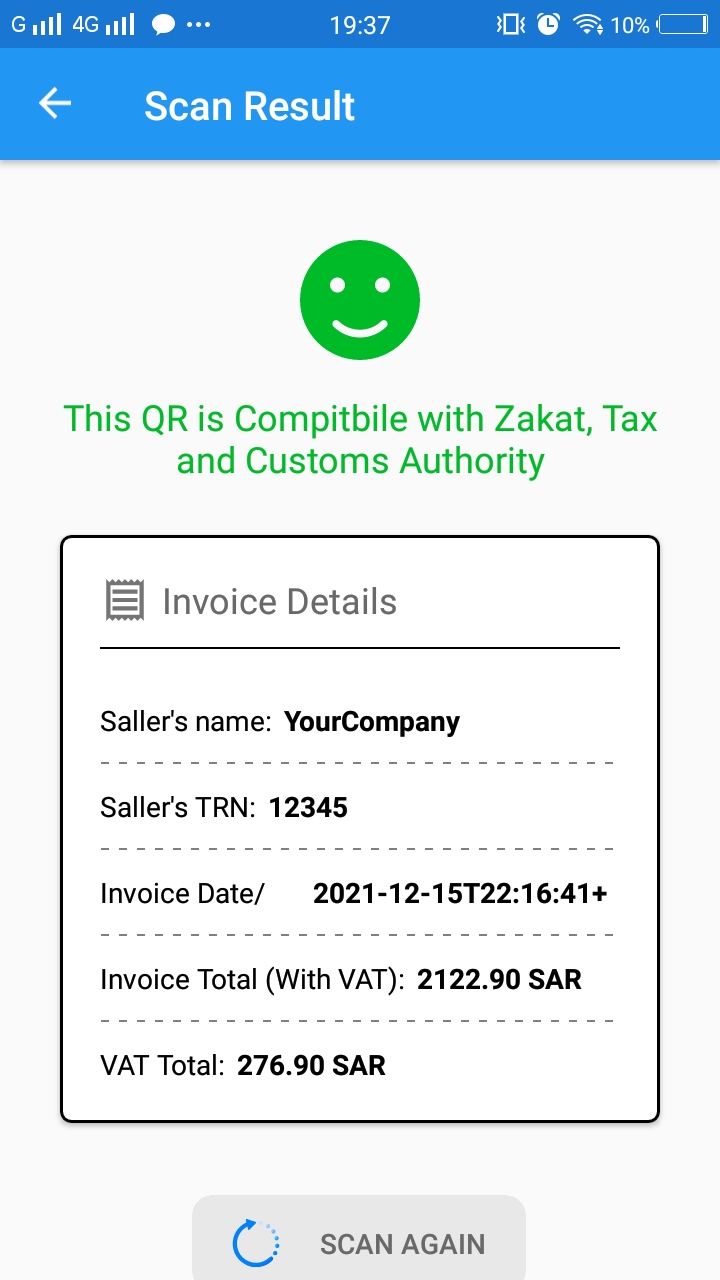 G 4G 19:37 10%
Scan Result
This QR is Compitbile with Zakat, Tax
and Customs Authority
Invoice Details
Saller's name: YourCompany
Saller's TRN: 12345
Invoice Date/ 2021-12-15T22:16:41+
Invoice Total (With VAT): 2122.90 SAR
VAT Total: 276.90 SAR
SCAN AGAIN